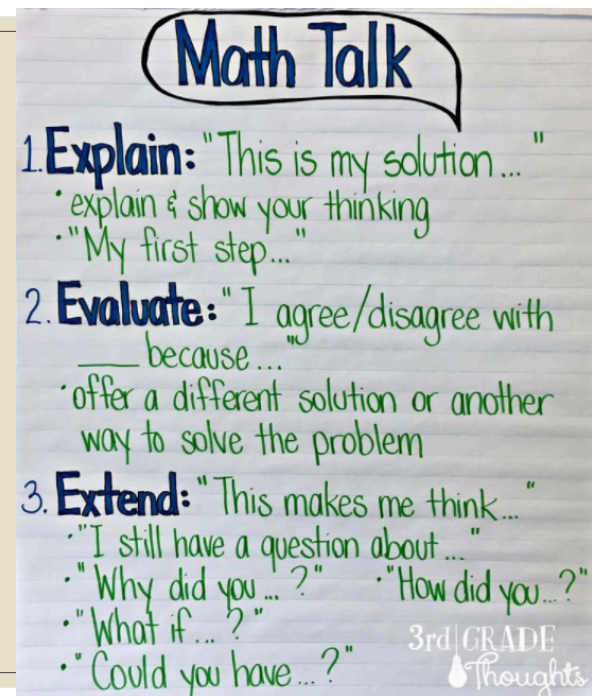 Math Talk
1. Explain: "This is my solution... "
• explain & show your thinking
• "My first step... "
2. Evaluate: " I agree/disagree with
___ because... "
• offer a different solution or another
way to solve the problem
3. Extend: "This makes me think... "
• "I still have a question about ... "
• "Why did you ... ?" • "How did you...?"
• "What if ... ? "
• " Could you have ... ? "
3rd|GRADE
Thoughts